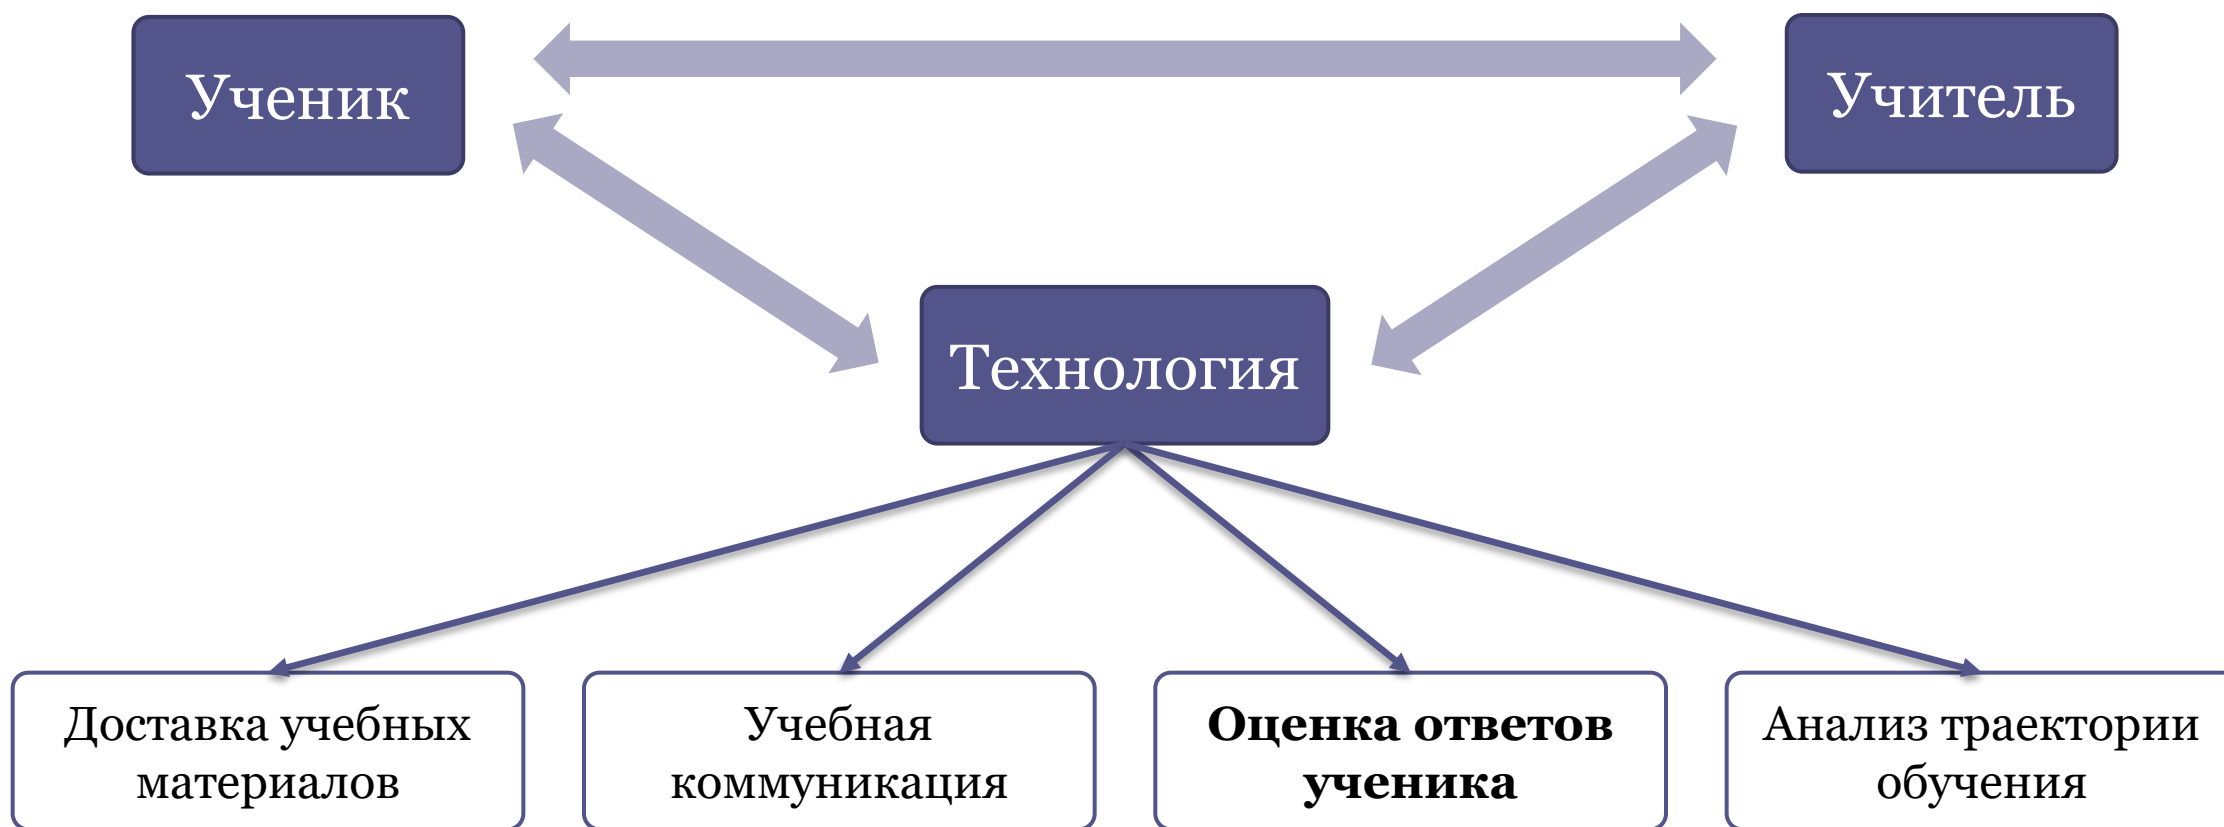 Ученик
Учитель
Технология
Доставка учебных
материалов
Учебная
коммуникация
Оценка ответов
ученика
Анализ траектории
обучения